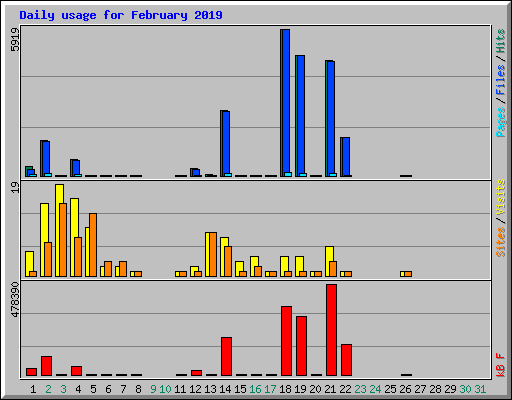 Daily usage for February 2019
5919
Pages/Files/Hits
19
Sites/Visits
478390
kB F
1 2 3 4 5 6 7 8 9 10 11 12 13 14 15 16 17 18 19 20 21 22 23 24 25 26 27 28 29 30 31